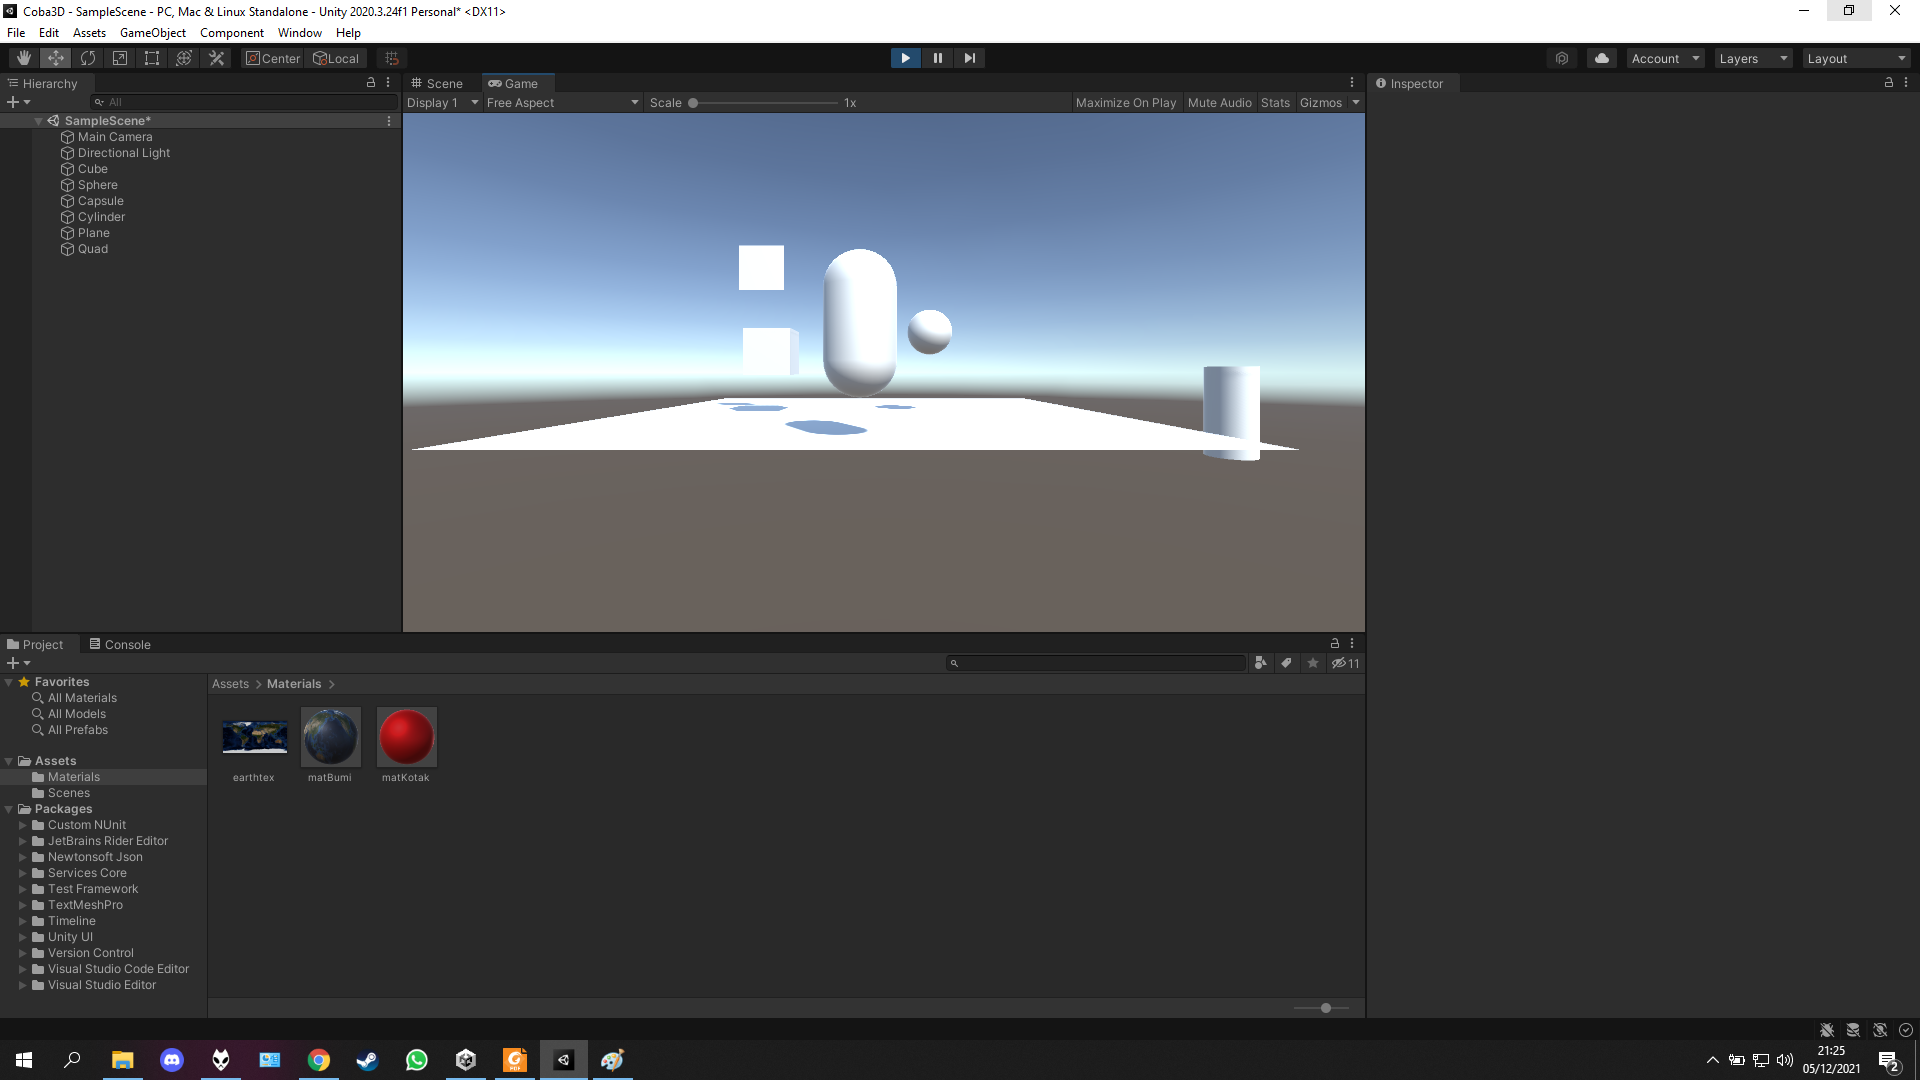 Coba3D - SampleScene - PC, Mac & Linux Standalone - Unity 2020.3.24f1 Personal* <DX11>
File Edit Assets GameObject Component Window Help
Center Local Account Layers Layout
Hierarchy
All
SampleScene*
Main Camera
Directional Light
Cube
Sphere
Capsule
Cylinder
Plane
Quad
Scene Game
Display 1 Free Aspect Scale 1x Maximize On Play Mute Audio Stats Gizmos
Inspector
Project Console
11
Favorites
All Materials
All Models
All Prefabs
Assets
Materials
Scenes
Packages
Custom NUnit
JetBrains Rider Editor
Newtonsoft Json
Services Core
Test Framework
TextMeshPro
Timeline
Unity UI
Version Control
Visual Studio Code Editor
Visual Studio Editor
Assets > Materials >
earthtex matBumi matKotak
PDF
21:25
05/12/2021
2